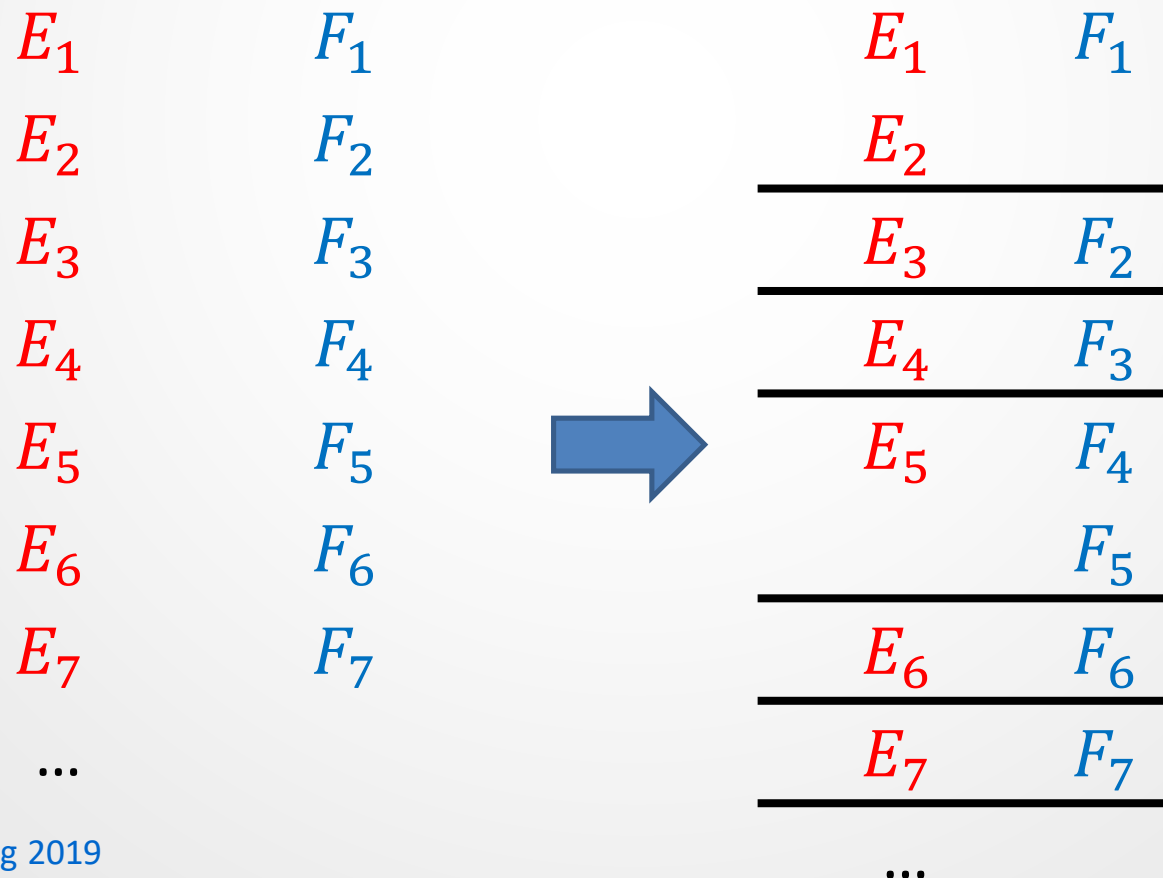 E₁ F₁ E₁ F₁
E₂ F₂ E₂
E₃ F₃ E₃ F₂
E₄ F₄ E₄ F₃
E₅ F₅ E₅ F₄
E₆ F₆ F₅
E₇ F₇ E₆ F₆
... E₇ F₇
2019
...